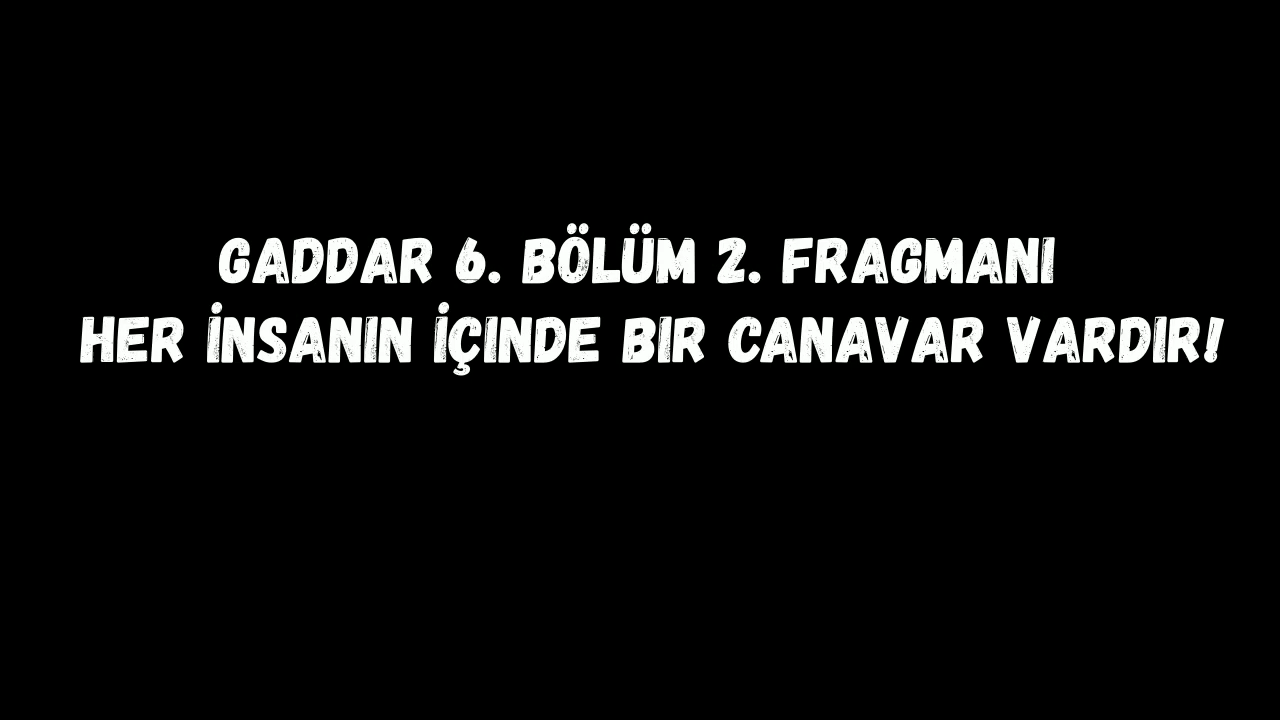 GADDAR 6. BÖLÜM 2. FRAGMANI
HER İNSANIN İÇINDE BIR CANAVAR VARDIR!